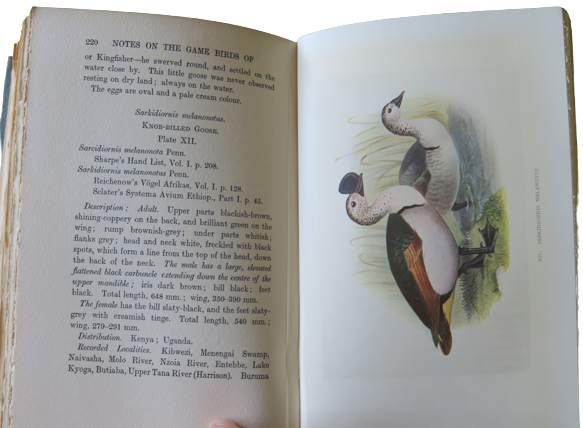 220 NOTES ON THE GAME BIRDS OF
or Kingfisher—he swerved round, and settled on the
water close by. This little goose was never observed
resting on dry land; always on the water.
The eggs are oval and a pale cream colour.
Sarkidiornis melanonotus.
KNOB-BILLED GOOSE.
Plate XII.
Sarcidiornis melanonota Penn.
Sharpe's Hand List, Vol. I. p. 208.
Sarkidiornis melanonotus Penn.
Reichenow's Vögel Afrikas, Vol. I. p. 128.
Sclater's Systema Avium Ethiop., Part I. p. 45.
Description: Adult. Upper parts blackish-brown,
shining-coppery on the back, and brilliant green on the
wing; rump brownish-grey; under parts whitish;
flanks grey; head and neck white, freckled with black
spots, which form a line from the top of the head, down
the back of the neck. The male has a large, elevated
flattened black carbuncle extending down the centre of the
upper mandible; iris dark brown; bill black; feet
black. Total length, 648 mm.; wing, 350-390 mm.
The female has the bill slaty-black, and the feet slaty-
grey with creamish tinge. Total length, 540 mm.;
wing, 279-291 mm.
Distribution. Kenya; Uganda.
Recorded Localities. Kibwezi, Menengai Swamp,
Naivasha, Molo River, Nzoia River, Entebbe, Lake
Kyoga, Butiaba, Upper Tana River (Harrison). Buruma
XII. SARKIDIORNIS MELANOTUS